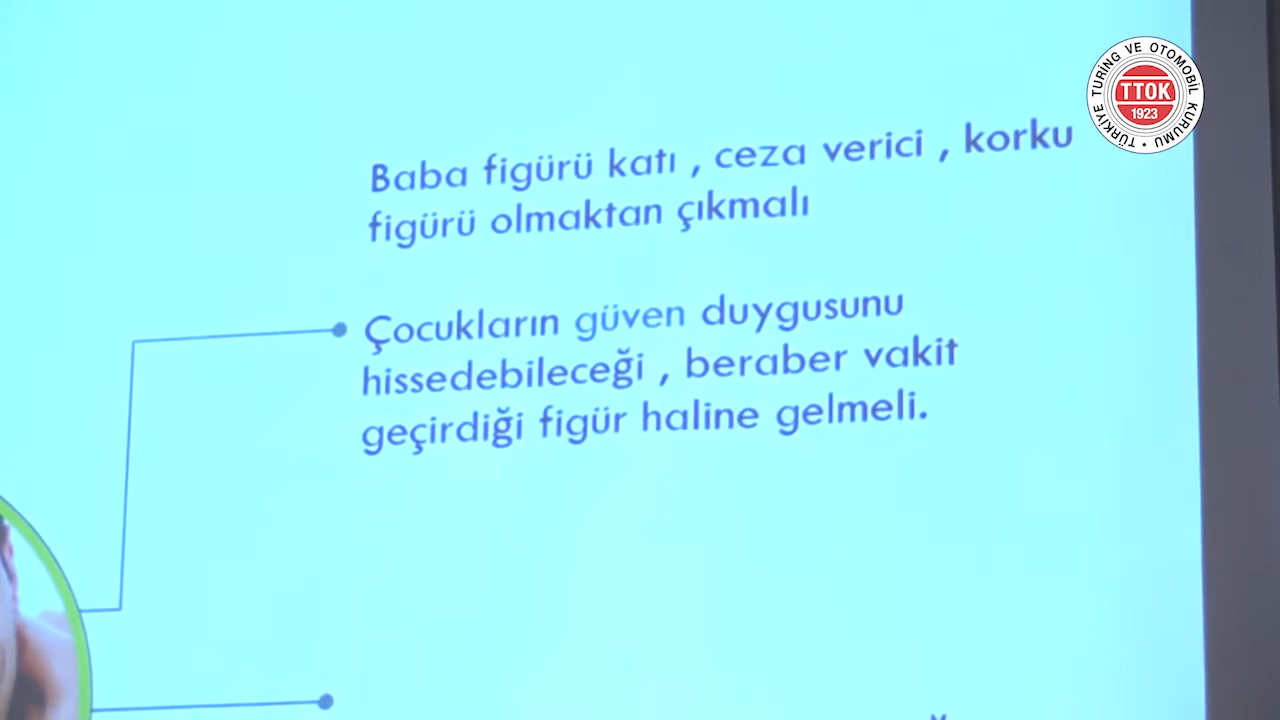 TÜRKİYE TURİNG VE OTOMOBİL KURUMU
TTOK
1923
Baba figürü katı , ceza verici , korku
figürü olmaktan çıkmalı
Çocukların güven duygusunu
hissedebileceği , beraber vakit
geçirdiği figür haline gelmeli.